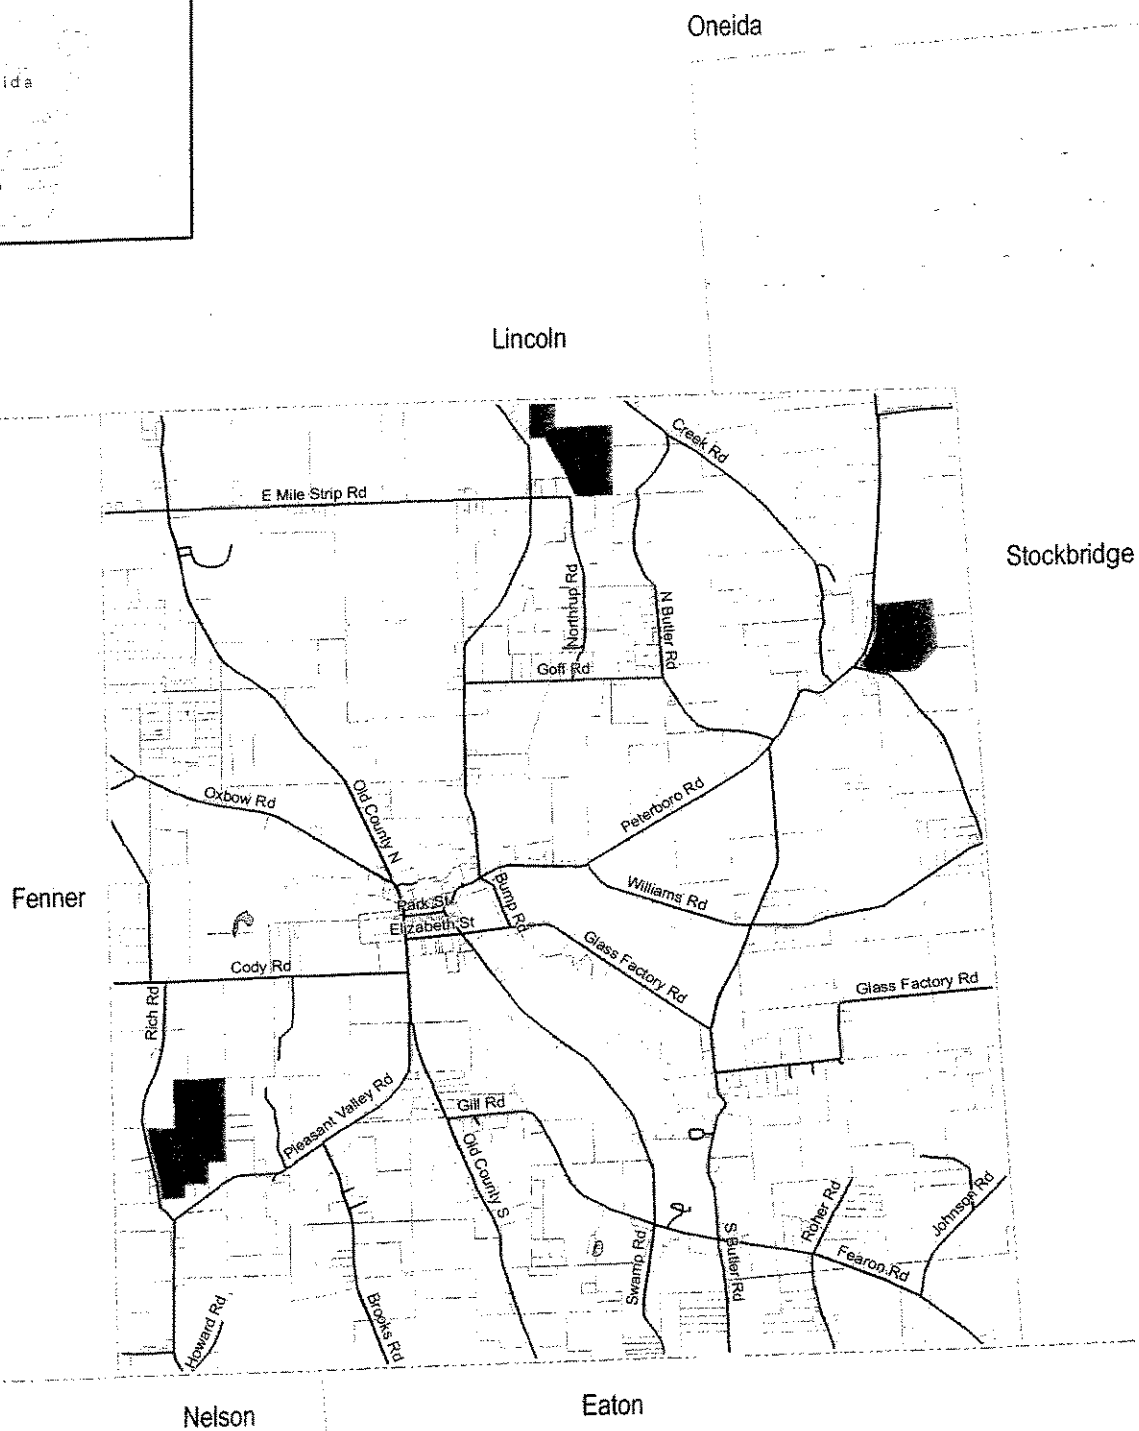 Oneida
ida
Lincoln
Creek Rd
E Mile Strip Rd
Stockbridge
Northrup Rd
N Butler Rd
Goff Rd
Oxbow Rd
Old County N
Peterboro Rd
Fenner
Park St
Bump Rd
Williams Rd
Elizabeth St
Glass Factory Rd
Cody Rd
Glass Factory Rd
Rich Rd
Pleasant Valley Rd
Gill Rd
Old County S
Roher Rd
Johnson Rd
Swamp Rd
S Butler Rd
Fearon Rd
Howard Rd
Brooks Rd
Nelson
Eaton